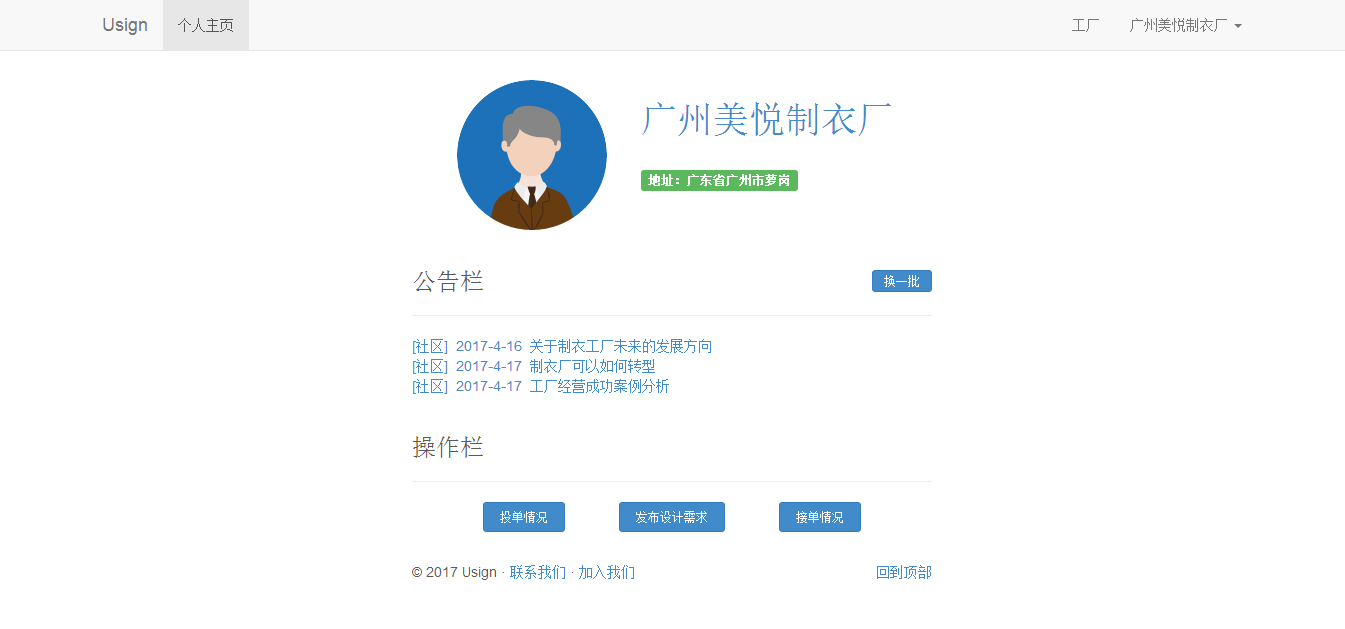 Usign 个人主页 工厂 广州美悦制衣厂
广州美悦制衣厂
地址：广东省广州市萝岗
公告栏 换一批
[社区] 2017-4-16 关于制衣工厂未来的发展方向
[社区] 2017-4-17 制衣厂可以如何转型
[社区] 2017-4-17 工厂经营成功案例分析
操作栏
投单情况 发布设计需求 接单情况
© 2017 Usign · 联系我们 · 加入我们 回到顶部